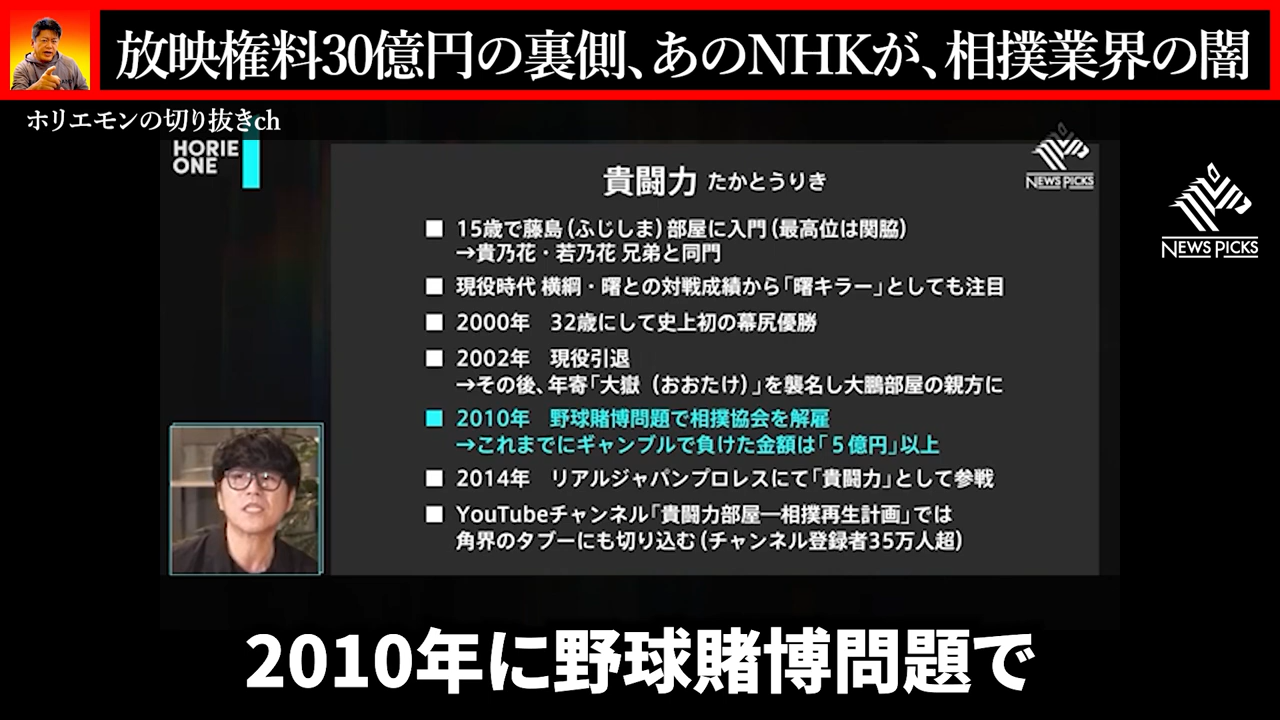 放映権料30億円の裏側、あのNHKが、相撲業界の闇
ホリエモンの切り抜きch
HORIE
ONE
NEWS PICKS
NEWS PICKS
貴闘力 たかとうりき
■ 15歳で藤島(ふじしま)部屋に入門(最高位は関脇)
→貴乃花・若乃花 兄弟と同門
■ 現役時代 横綱・曙との対戦成績から「曙キラー」としても注目
■ 2000年 32歳にして史上初の幕尻優勝
■ 2002年 現役引退
→その後、年寄「大嶽（おおたけ）」を襲名し大鵬部屋の親方に
■ 2010年 野球賭博問題で相撲協会を解雇
→これまでにギャンブルで負けた金額は「５億円」以上
■ 2014年 リアルジャパンプロレスにて「貴闘力」として参戦
■ YouTubeチャンネル「貴闘力部屋―相撲再生計画」では
角界のタブーにも切り込む(チャンネル登録者35万人超)
2010年に野球賭博問題で